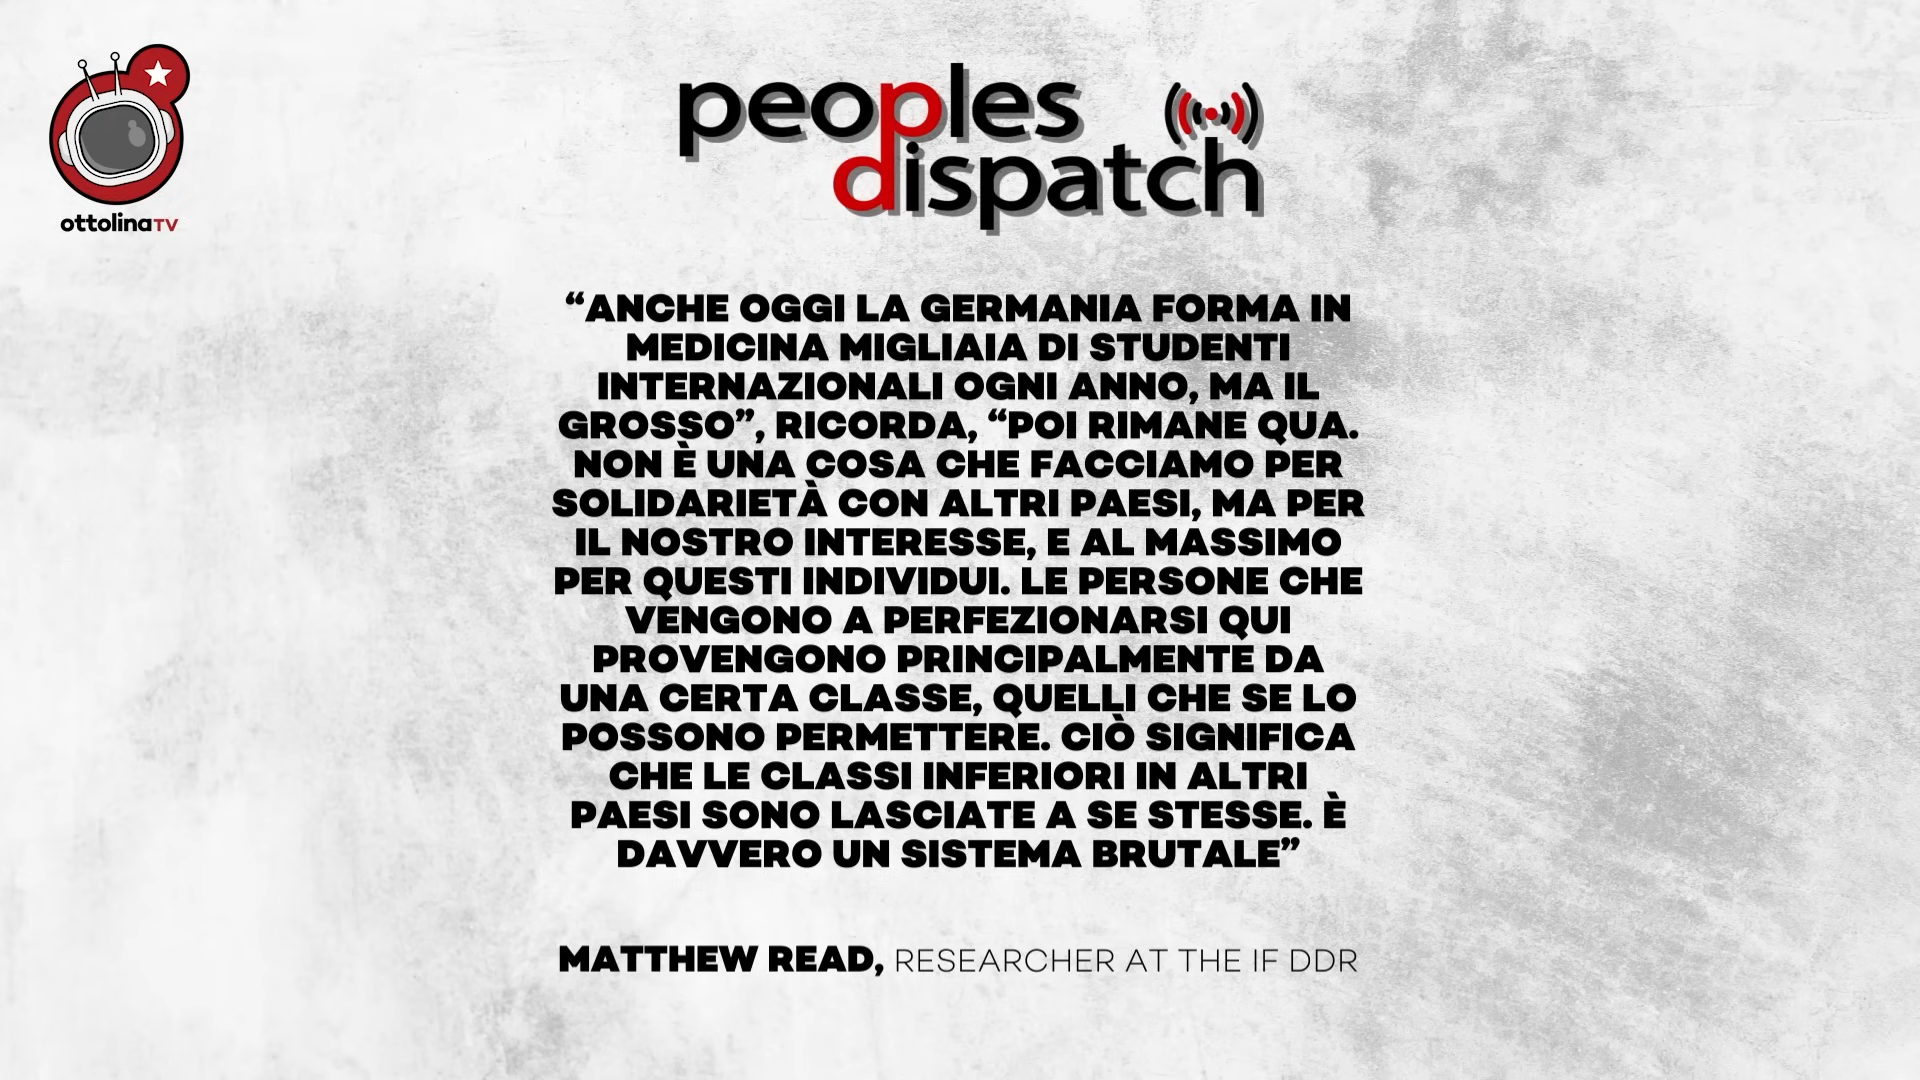 ottolinaTV
peoples
dispatch
“ANCHE OGGI LA GERMANIA FORMA IN
MEDICINA MIGLIAIA DI STUDENTI
INTERNAZIONALI OGNI ANNO, MA IL
GROSSO”, RICORDA, “POI RIMANE QUA.
NON È UNA COSA CHE FACCIAMO PER
SOLIDARIETÀ CON ALTRI PAESI, MA PER
IL NOSTRO INTERESSE, E AL MASSIMO
PER QUESTI INDIVIDUI. LE PERSONE CHE
VENGONO A PERFEZIONARSI QUI
PROVENGONO PRINCIPALMENTE DA
UNA CERTA CLASSE, QUELLI CHE SE LO
POSSONO PERMETTERE. CIÒ SIGNIFICA
CHE LE CLASSI INFERIORI IN ALTRI
PAESI SONO LASCIATE A SE STESSE. È
DAVVERO UN SISTEMA BRUTALE”
MATTHEW READ, RESEARCHER AT THE IF DDR